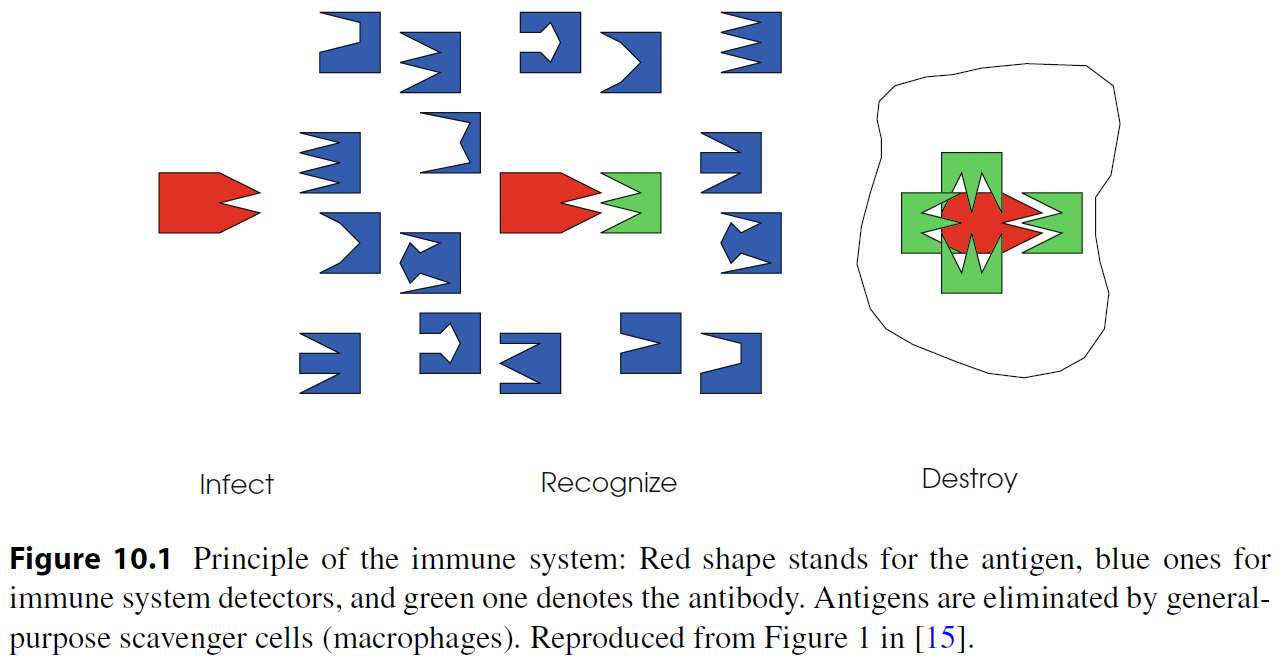 Infect
Recognize
Destroy
Figure 10.1 Principle of the immune system: Red shape stands for the antigen, blue ones for
immune system detectors, and green one denotes the antibody. Antigens are eliminated by general-
purpose scavenger cells (macrophages). Reproduced from Figure 1 in [15].